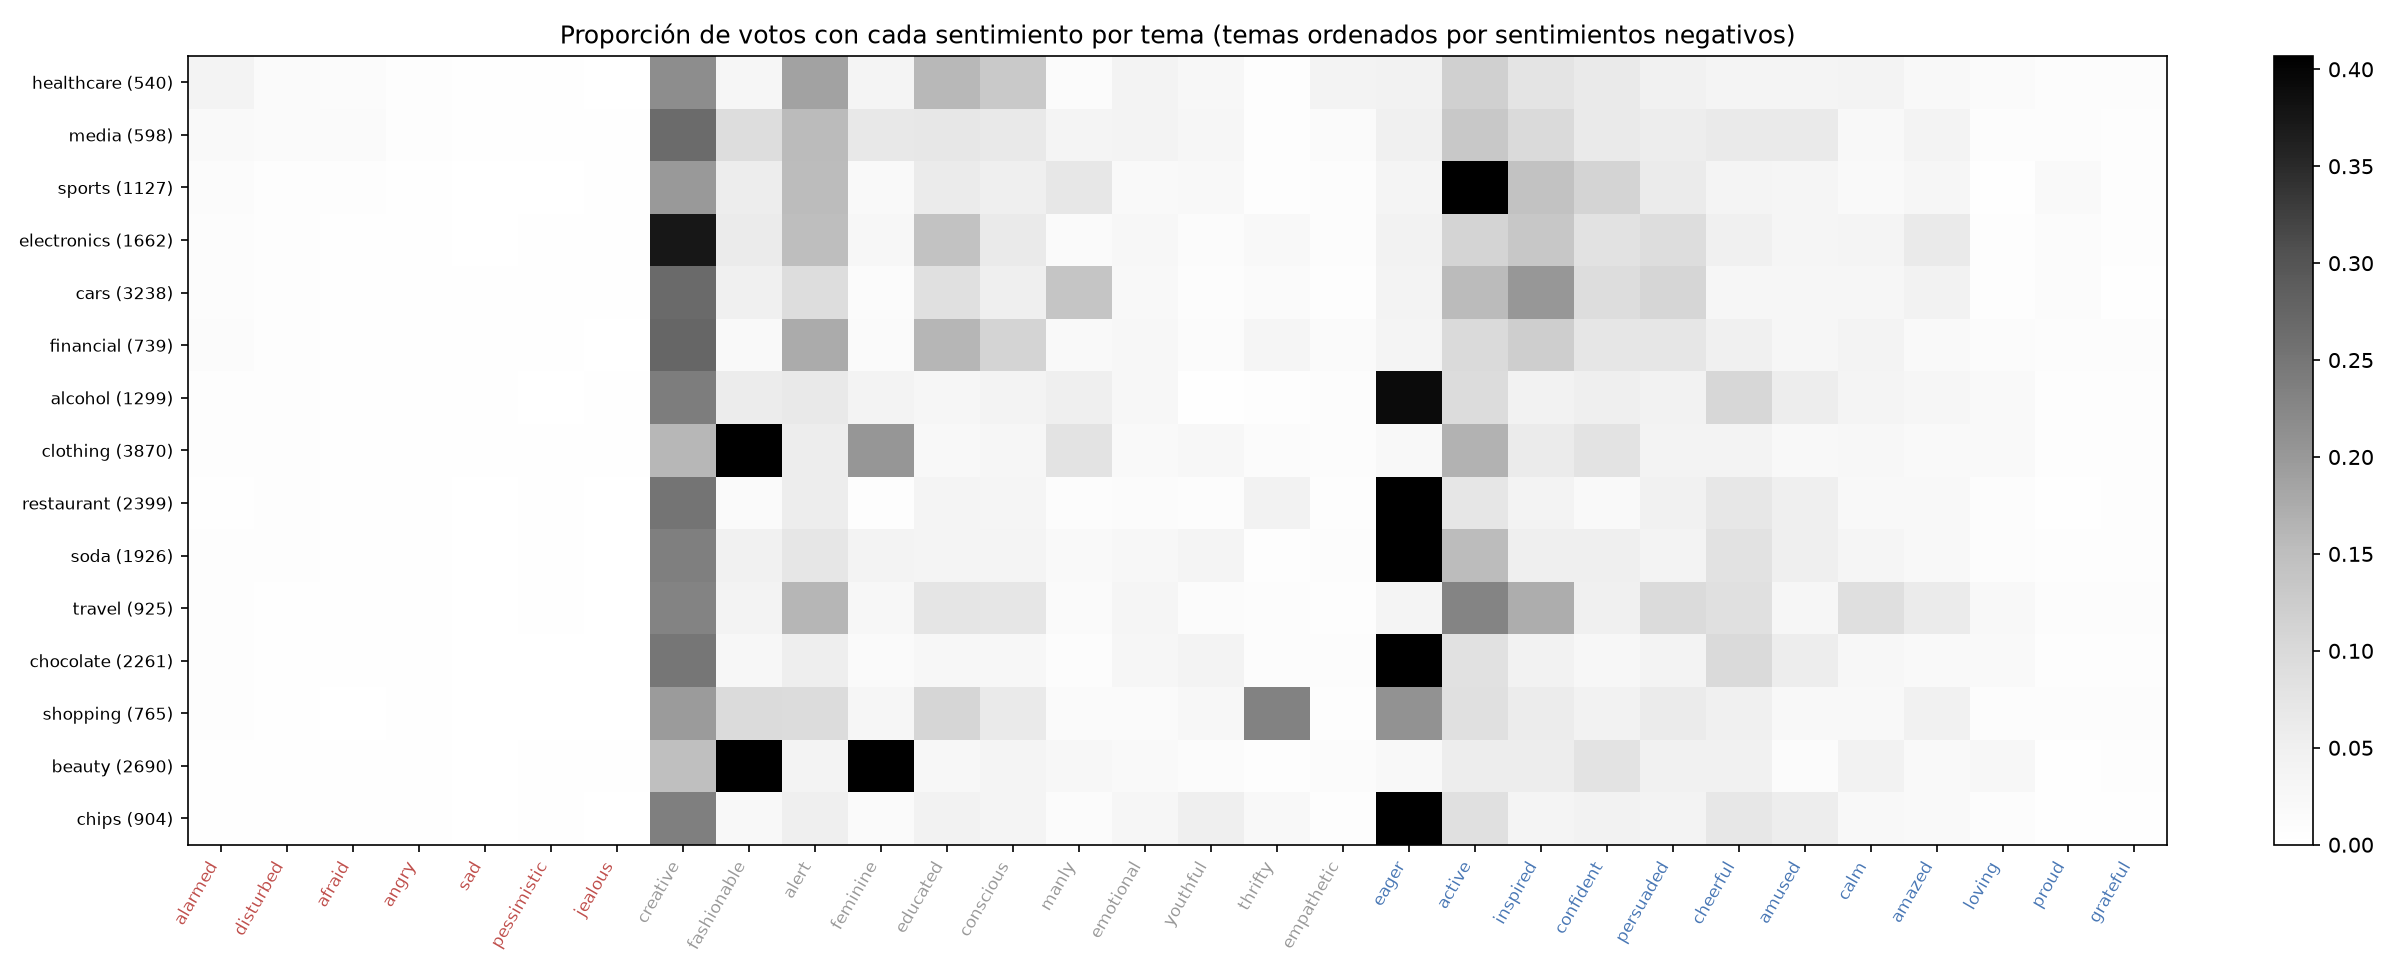 Proporción de votos con cada sentimiento por tema (temas ordenados por sentimientos negativos)
healthcare (540)
media (598)
sports (1127)
electronics (1662)
cars (3238)
financial (739)
alcohol (1299)
clothing (3870)
restaurant (2399)
soda (1926)
travel (925)
chocolate (2261)
shopping (765)
beauty (2690)
chips (904)
alarmed
disturbed
afraid
angry
sad
pessimistic
jealous
creative
fashionable
alert
feminine
educated
conscious
manly
emotional
youthful
thrifty
empathetic
eager
active
inspired
confident
persuaded
cheerful
amused
calm
amazed
loving
proud
grateful
0.40
0.35
0.30
0.25
0.20
0.15
0.10
0.05
0.00